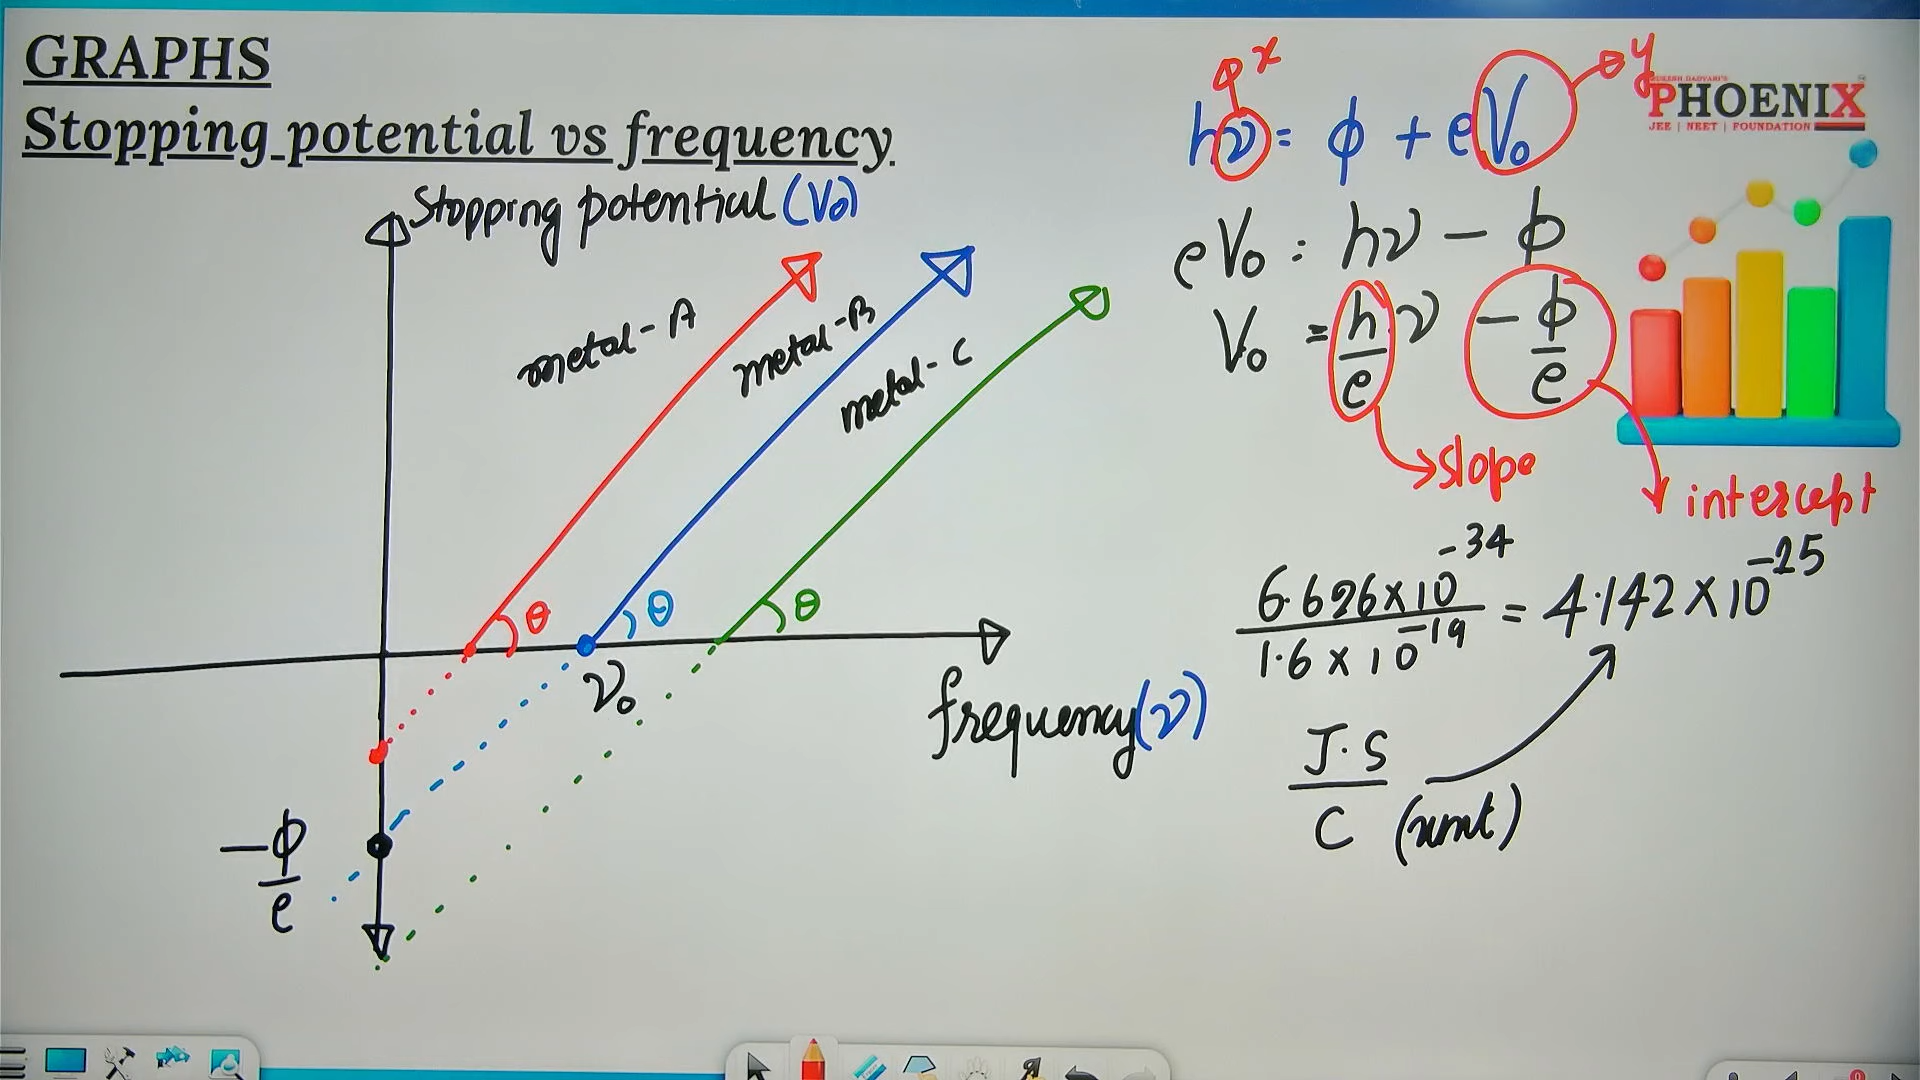 GRAPHS
Stopping potential vs frequency
Stopping potential (V₀)
metal-A
metal-B
metal-C
θ
θ
θ
ν₀
frequency(ν)
-ϕ/e
x
y
hν = ϕ + eV₀
eV₀ : hν - ϕ
V₀ = h/e ν - ϕ/e
slope
intercept
6.626×10⁻³⁴/1.6×10⁻¹⁹ = 4.142×10⁻¹⁵
J.S/C (unit)
PHOENIX
JEE | NEET | FOUNDATION